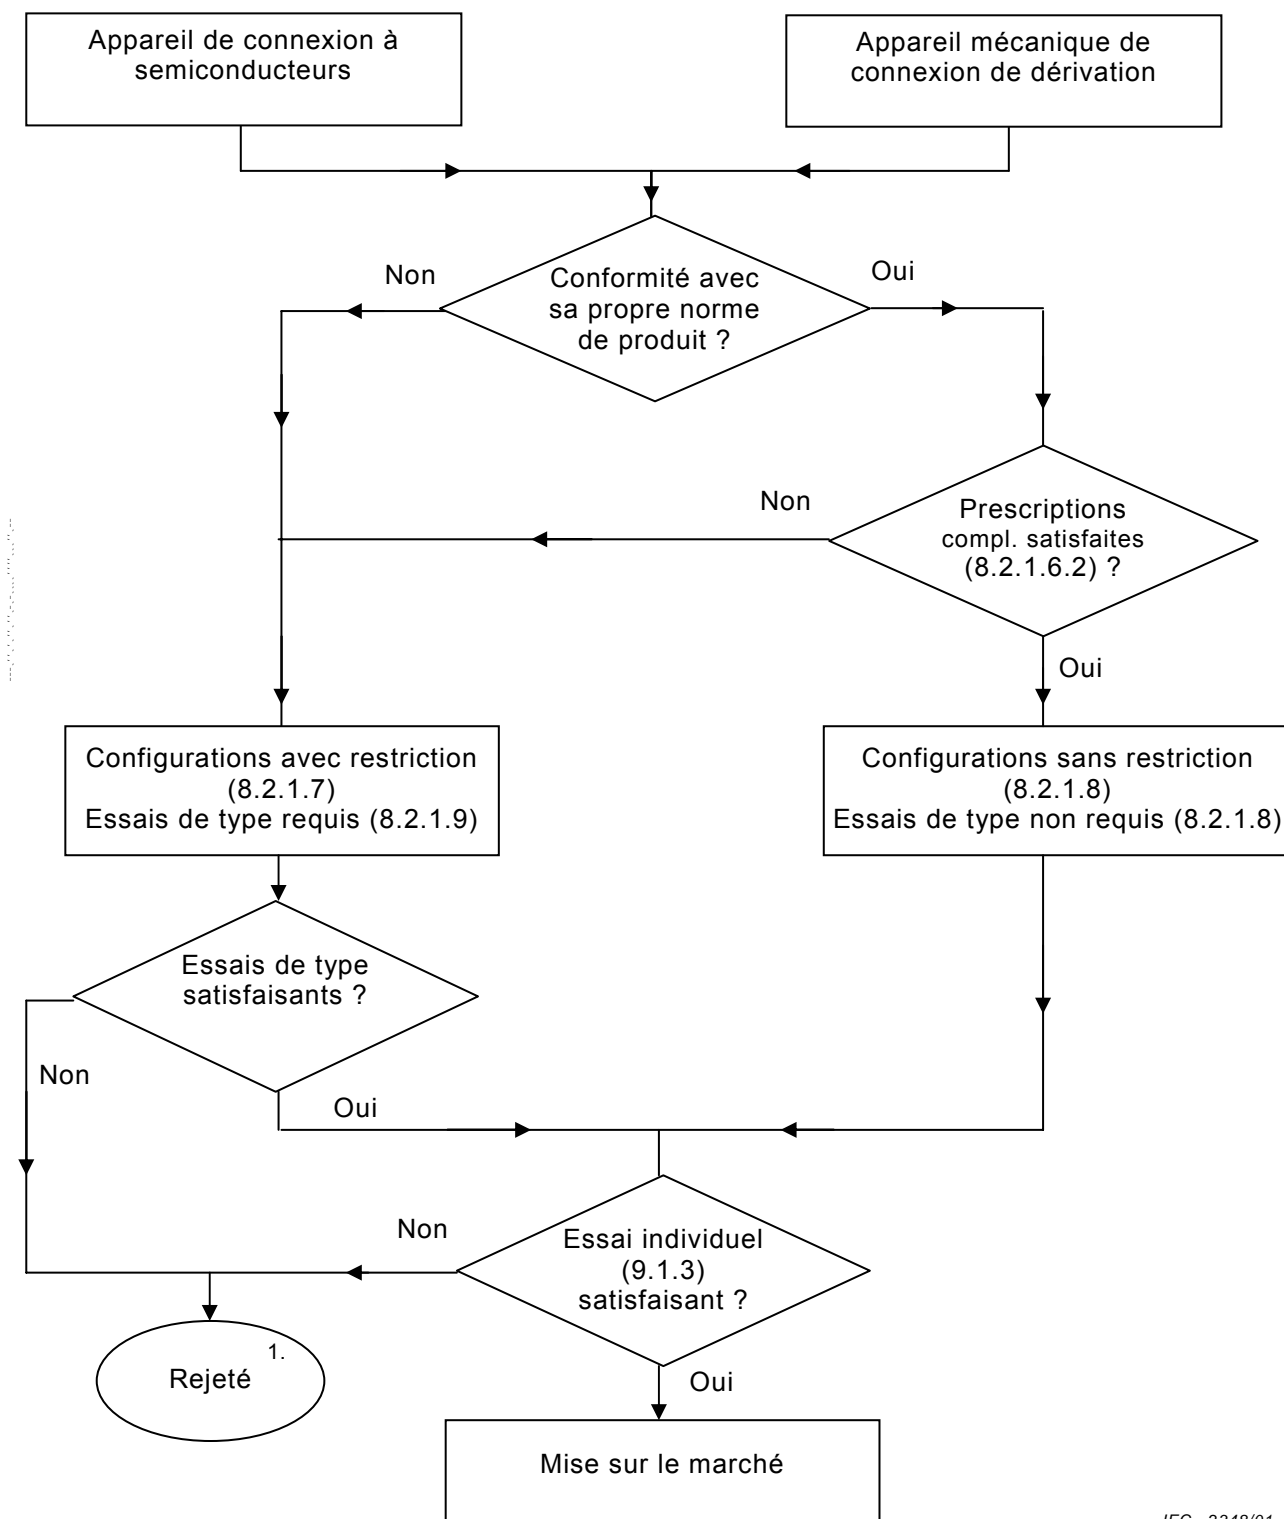 Appareil de connexion à
semiconducteurs
Appareil mécanique de
connexion de dérivation
Non
Conformité avec
sa propre norme
de produit ?
Oui
Non
Prescriptions
compl. satisfaites
(8.2.1.6.2) ?
Oui
Configurations avec restriction
(8.2.1.7)
Essais de type requis (8.2.1.9)
Configurations sans restriction
(8.2.1.8)
Essais de type non requis (8.2.1.8)
Essais de type
satisfaisants ?
Non
Oui
Non
Essai individuel
(9.1.3)
satisfaisant ?
1.
Rejeté
Oui
Mise sur le marché